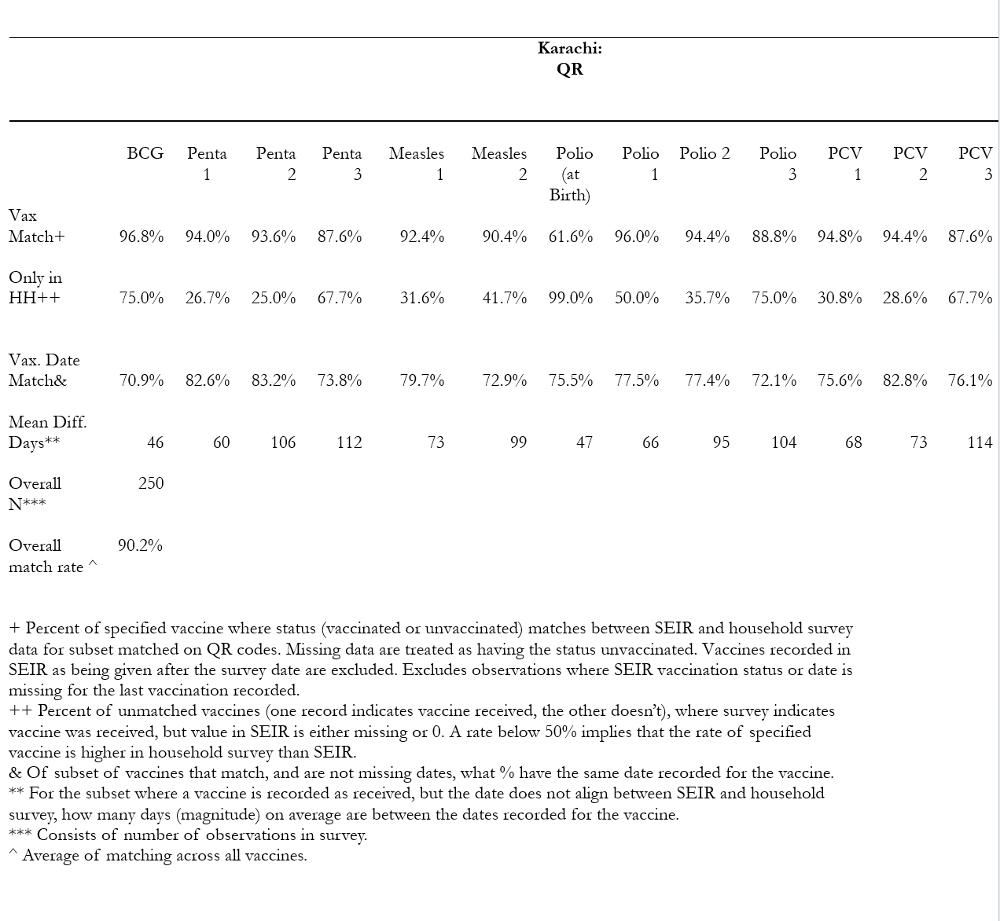 Karachi:
QR
BCG Penta Penta Penta Measles Measles Polio Polio Polio 2 Polio PCV PCV PCV
1 2 3 1 2 (at 1 3 1 2 3
Birth)
Vax
Match+ 96.8% 94.0% 93.6% 87.6% 92.4% 90.4% 61.6% 96.0% 94.4% 88.8% 94.8% 94.4% 87.6%
Only in
HH++ 75.0% 26.7% 25.0% 67.7% 31.6% 41.7% 99.0% 50.0% 35.7% 75.0% 30.8% 28.6% 67.7%
Vax. Date
Match& 70.9% 82.6% 83.2% 73.8% 79.7% 72.9% 75.5% 77.5% 77.4% 72.1% 75.6% 82.8% 76.1%
Mean Diff.
Days** 46 60 106 112 73 99 47 66 95 104 68 73 114
Overall 250
N***
Overall 90.2%
match rate ^
+ Percent of specified vaccine where status (vaccinated or unvaccinated) matches between SEIR and household survey
data for subset matched on QR codes. Missing data are treated as having the status unvaccinated. Vaccines recorded in
SEIR as being given after the survey date are excluded. Excludes observations where SEIR vaccination status or date is
missing for the last vaccination recorded.
++ Percent of unmatched vaccines (one record indicates vaccine received, the other doesn't), where survey indicates
vaccine was received, but value in SEIR is either missing or 0. A rate below 50% implies that the rate of specified
vaccine is higher in household survey than SEIR.
& Of subset of vaccines that match, and are not missing dates, what % have the same date recorded for the vaccine.
** For the subset where a vaccine is recorded as received, but the date does not align between SEIR and household
survey, how many days (magnitude) on average are between the dates recorded for the vaccine.
*** Consists of number of observations in survey.
^ Average of matching across all vaccines.